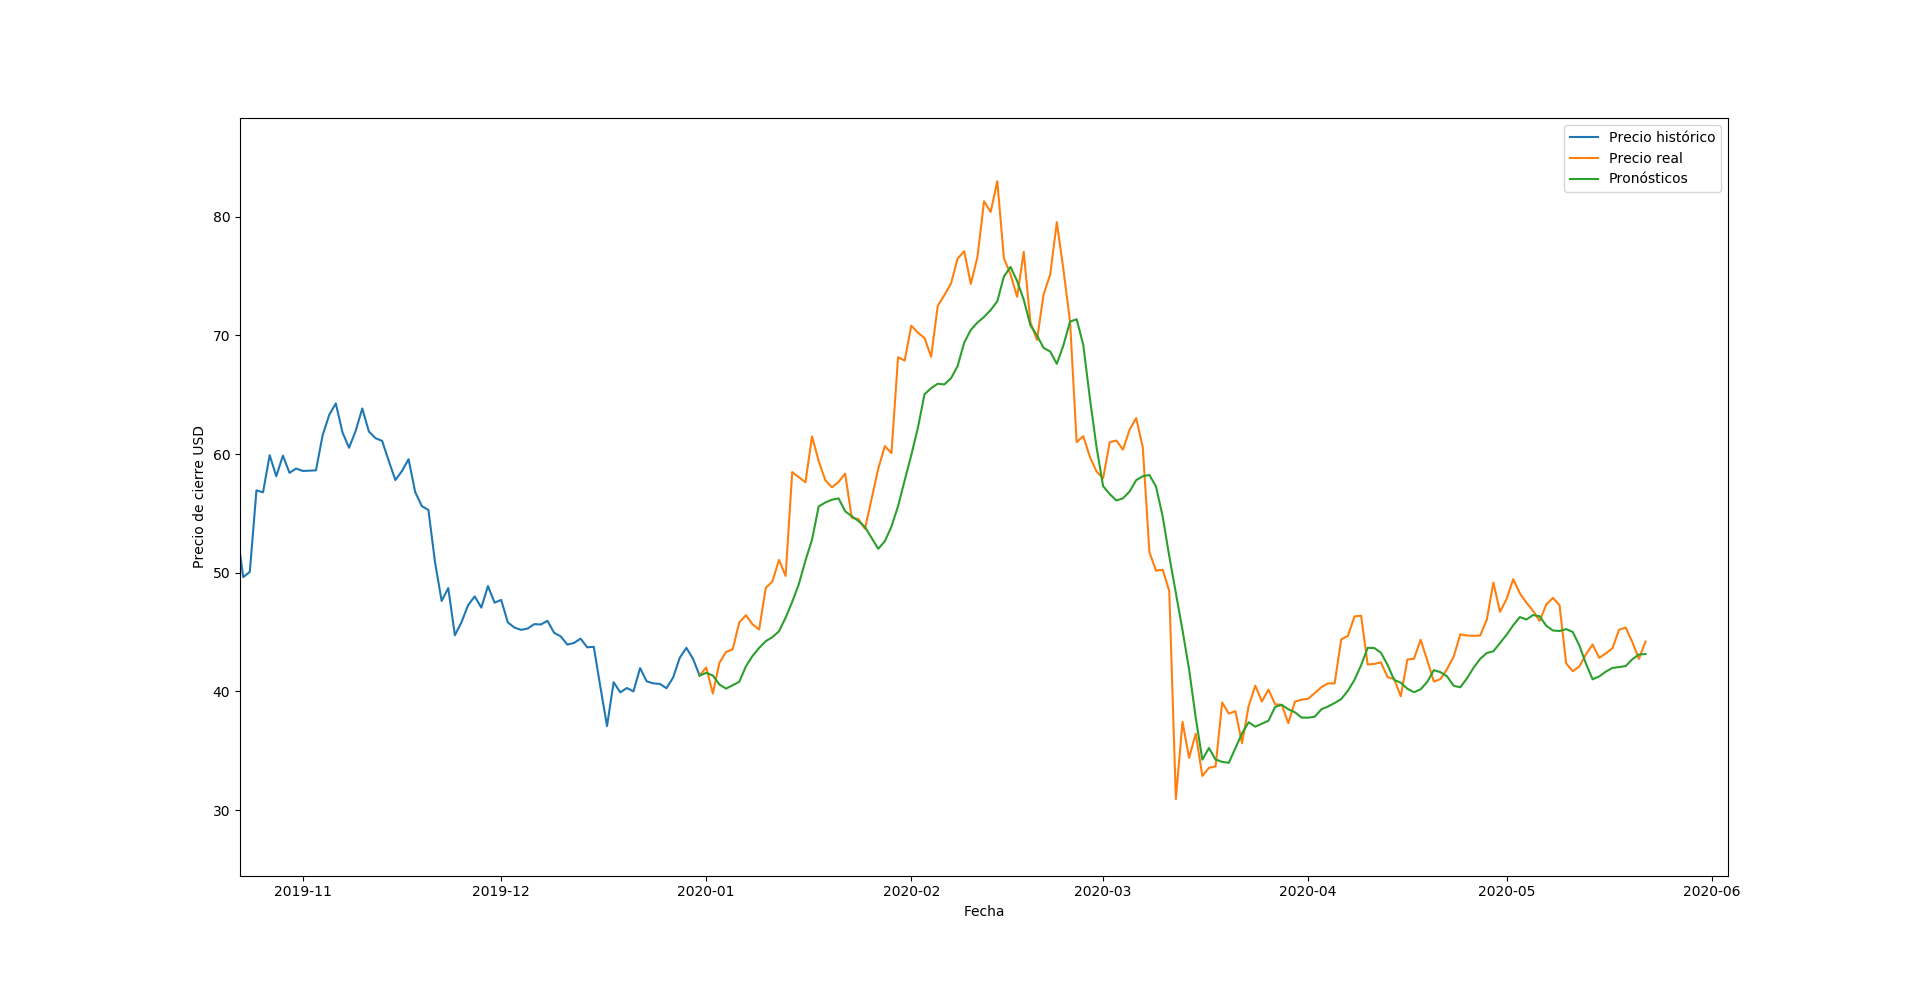 Precio histórico
Precio real
Pronósticos
80
70
60
50
40
30
Precio de cierre USD
2019-11 2019-12 2020-01 2020-02 2020-03 2020-04 2020-05 2020-06
Fecha